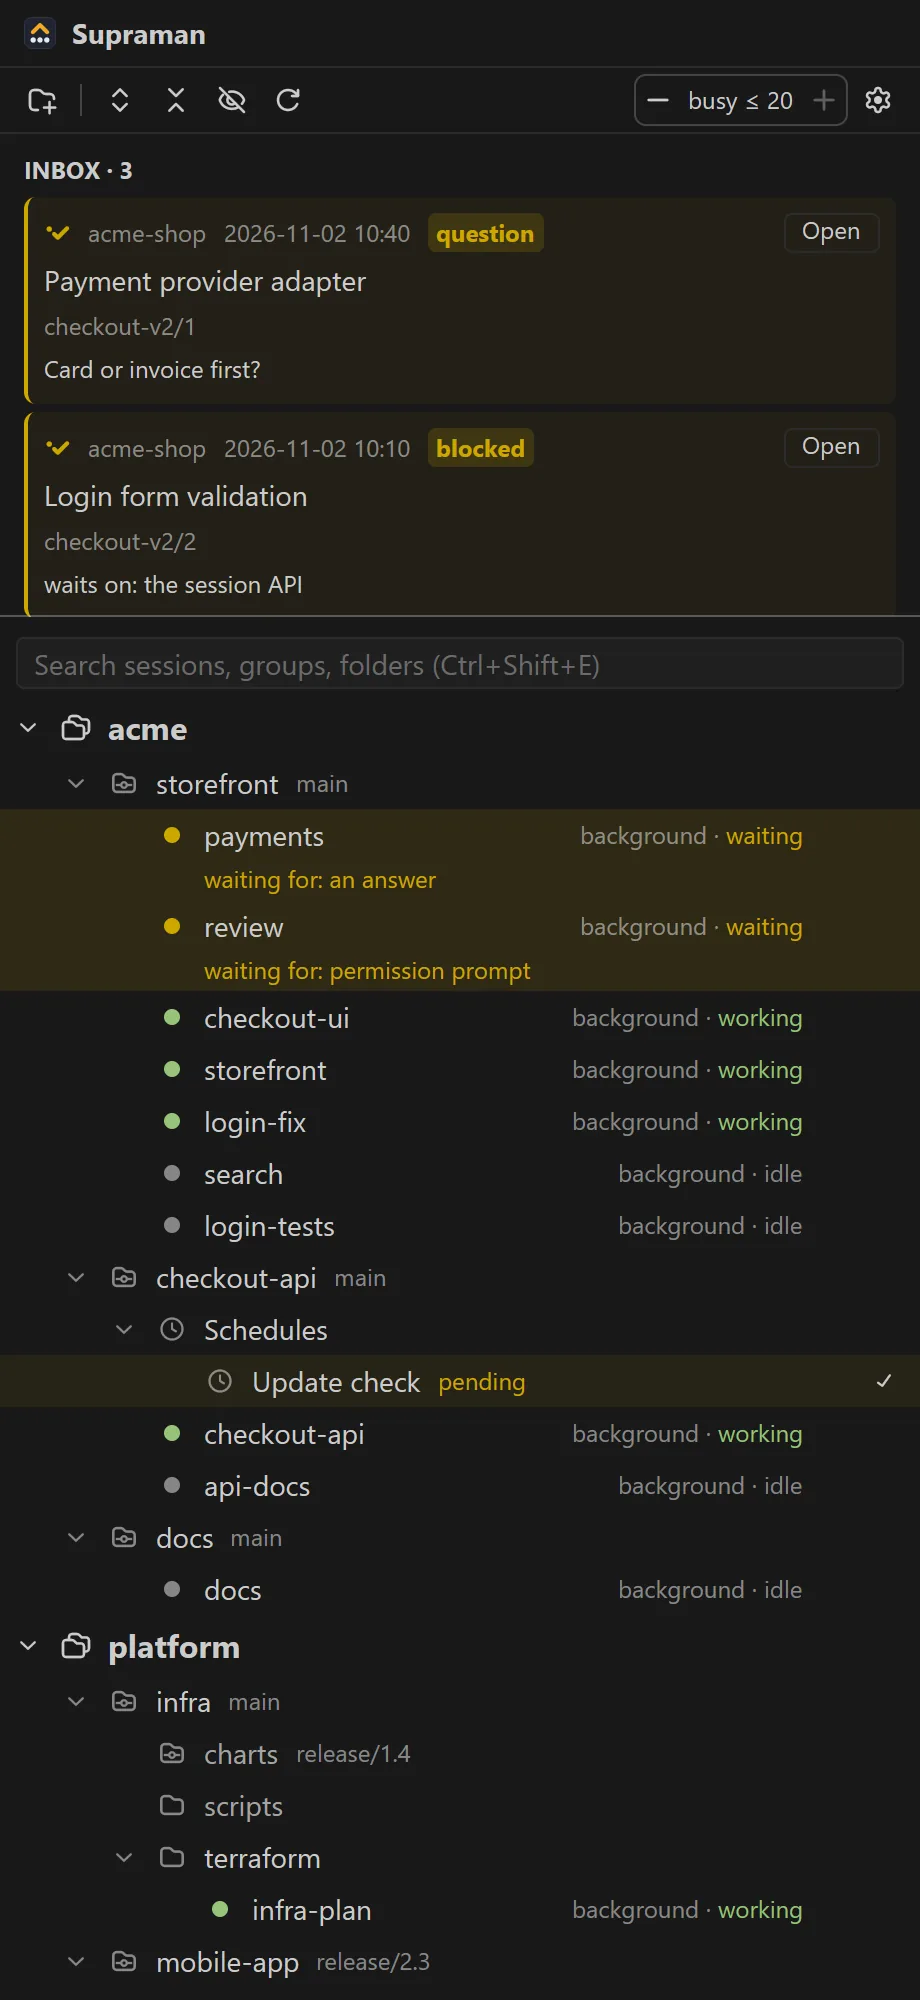 Supraman
busy ≤ 20
INBOX · 3
acme-shop 2026-11-02 10:40 question Open
Payment provider adapter
checkout-v2/1
Card or invoice first?
acme-shop 2026-11-02 10:10 blocked Open
Login form validation
checkout-v2/2
waits on: the session API
Search sessions, groups, folders (Ctrl+Shift+E)
acme
storefront main
payments background · waiting
waiting for: an answer
review background · waiting
waiting for: permission prompt
checkout-ui background · working
storefront background · working
login-fix background · working
search background · idle
login-tests background · idle
checkout-api main
Schedules
Update check pending
checkout-api background · working
api-docs background · idle
docs main
docs background · idle
platform
infra main
charts release/1.4
scripts
terraform
infra-plan background · working
mobile-app release/2.3